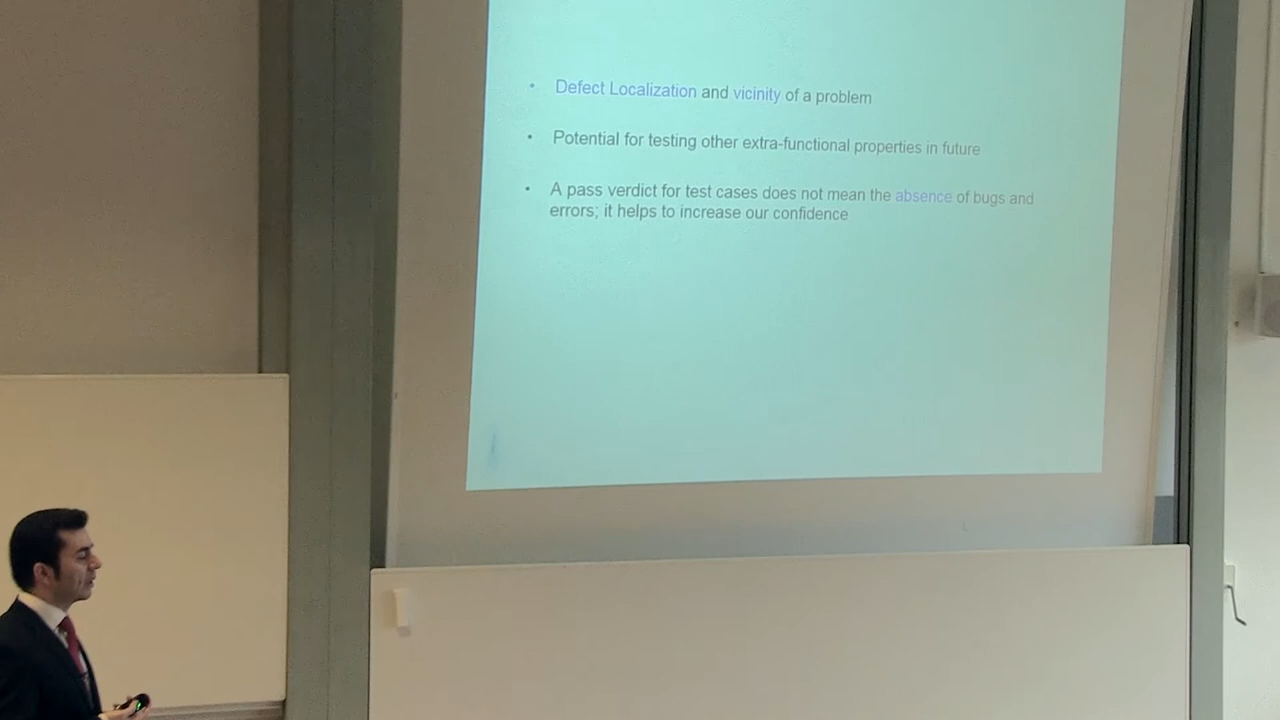 • Defect Localization and vicinity of a problem
• Potential for testing other extra-functional properties in future
• A pass verdict for test cases does not mean the absence of bugs and
errors; it helps to increase our confidence